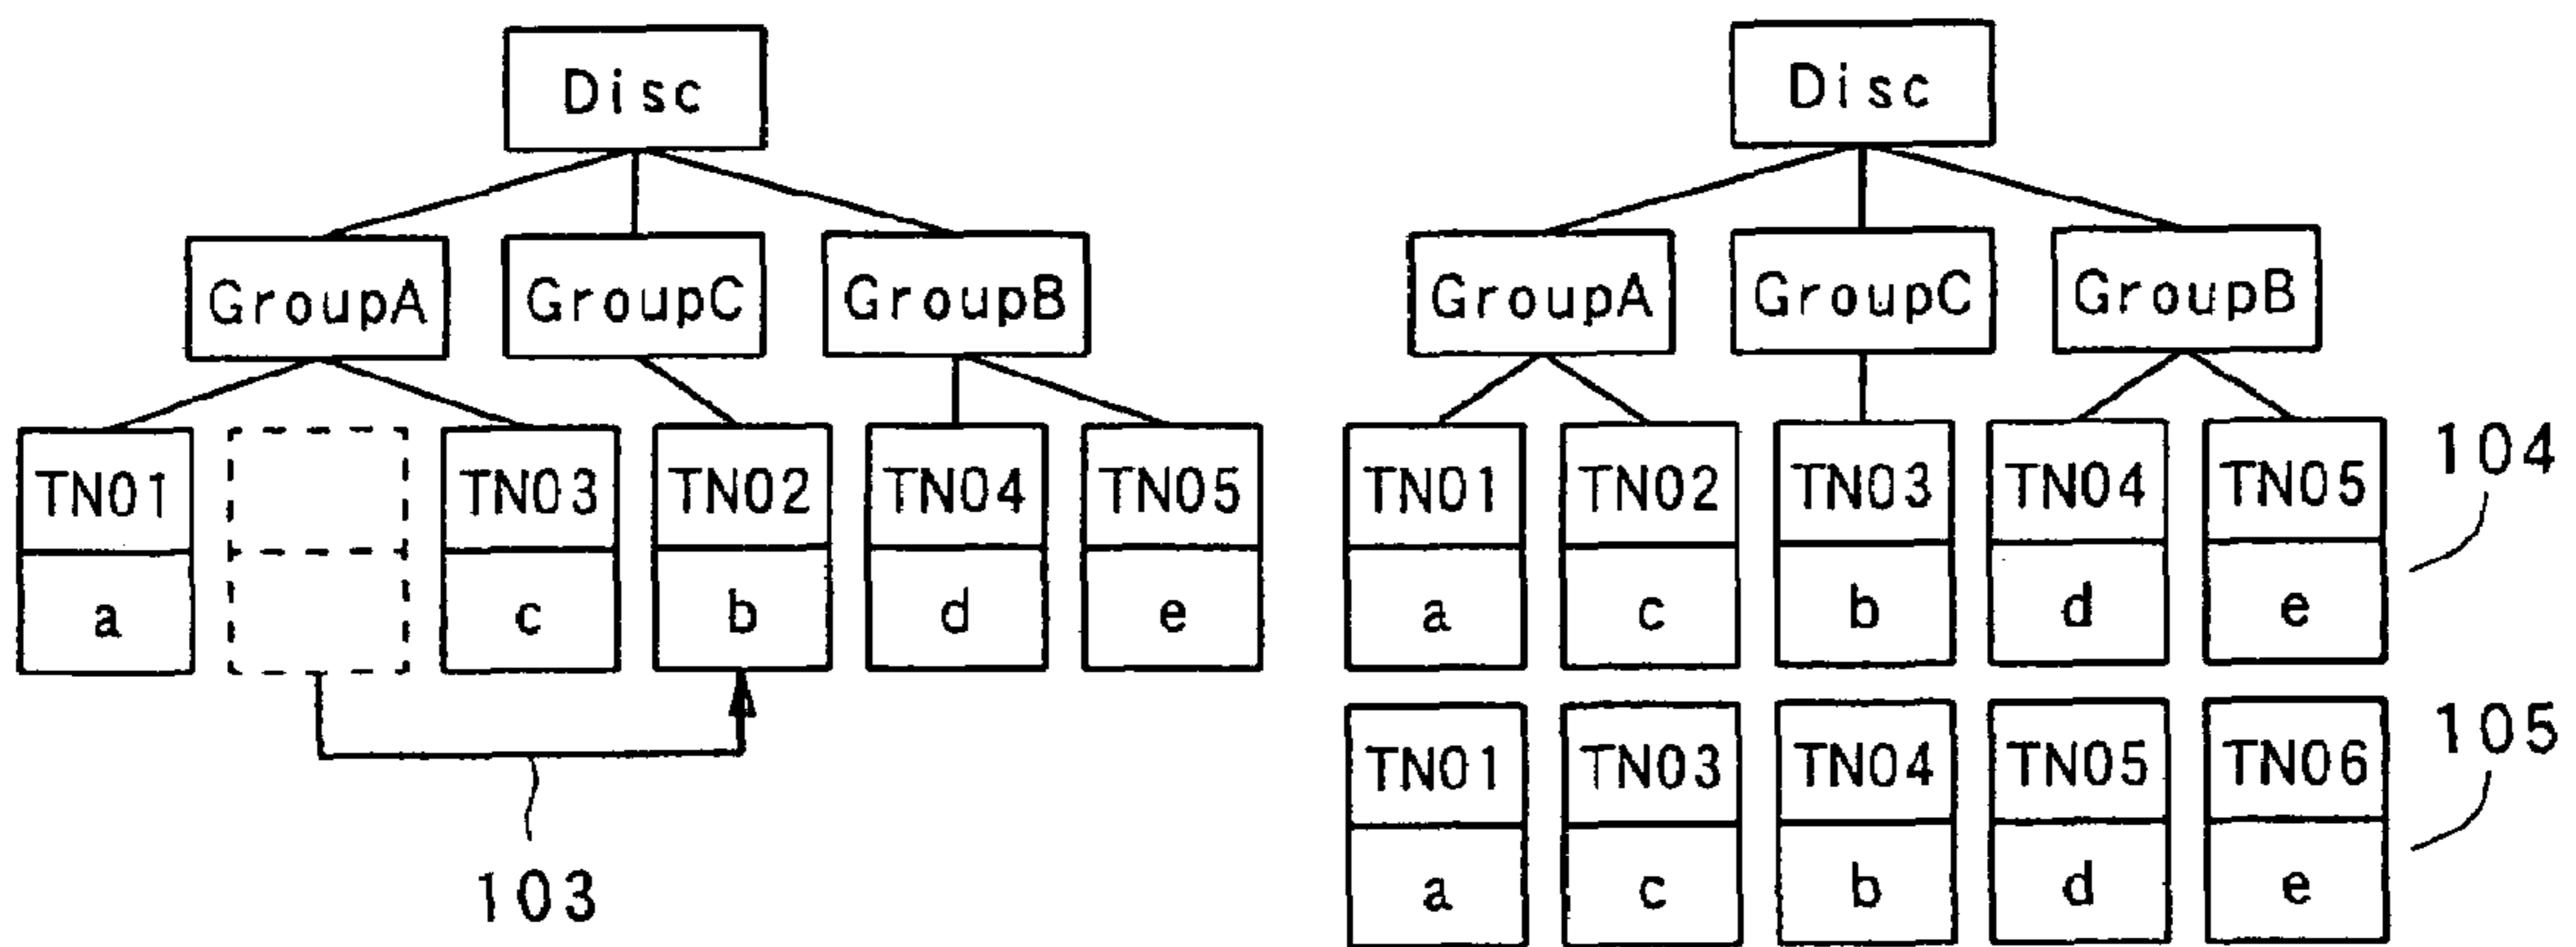 Disc
GroupA GroupC GroupB
TN01 TN03 TN02 TN04 TN05
a c b d e
103
Disc
GroupA GroupC GroupB
TN01 TN02 TN03 TN04 TN05
a c b d e
104
TN01 TN03 TN04 TN05 TN06
a c b d e
105